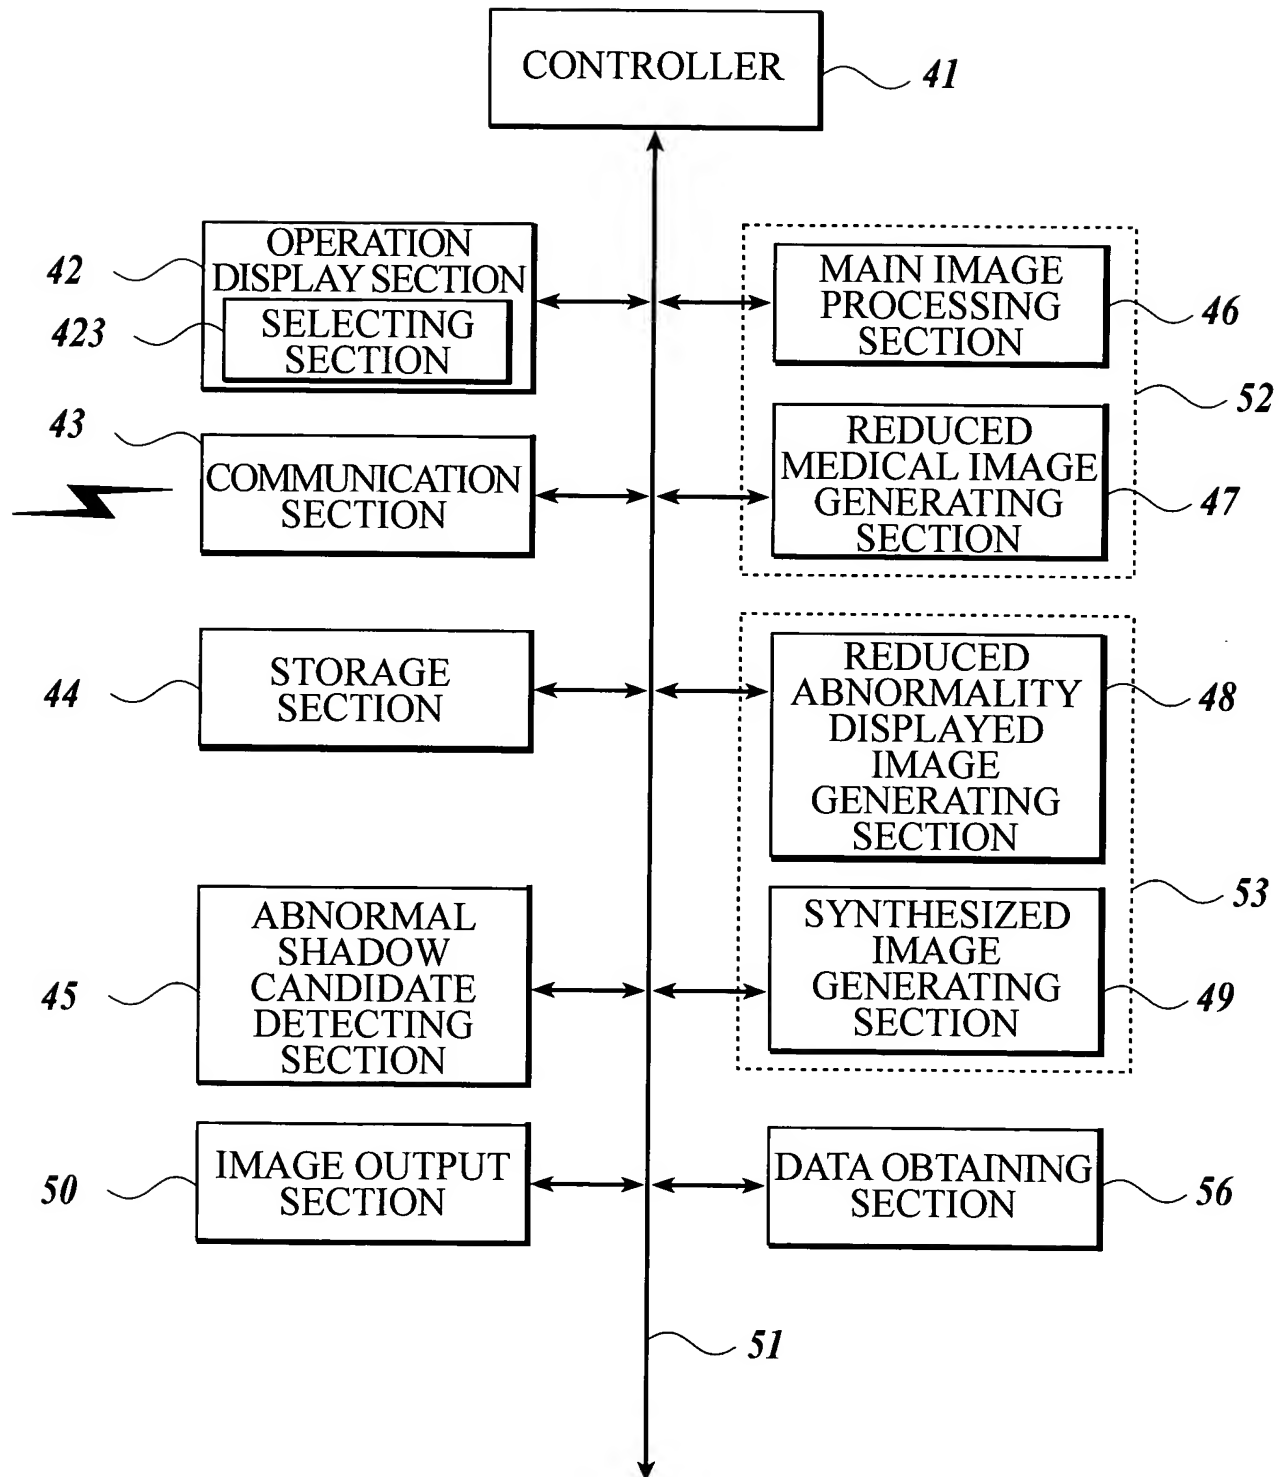 CONTROLLER
41
42
OPERATION
DISPLAY SECTION
423
SELECTING
SECTION
MAIN IMAGE
PROCESSING
SECTION
46
52
43
COMMUNICATION
SECTION
REDUCED
MEDICAL IMAGE
GENERATING
SECTION
47
44
STORAGE
SECTION
REDUCED
ABNORMALITY
DISPLAYED
IMAGE
GENERATING
SECTION
48
53
45
ABNORMAL
SHADOW
CANDIDATE
DETECTING
SECTION
SYNTHESIZED
IMAGE
GENERATING
SECTION
49
50
IMAGE OUTPUT
SECTION
DATA OBTAINING
SECTION
56
51